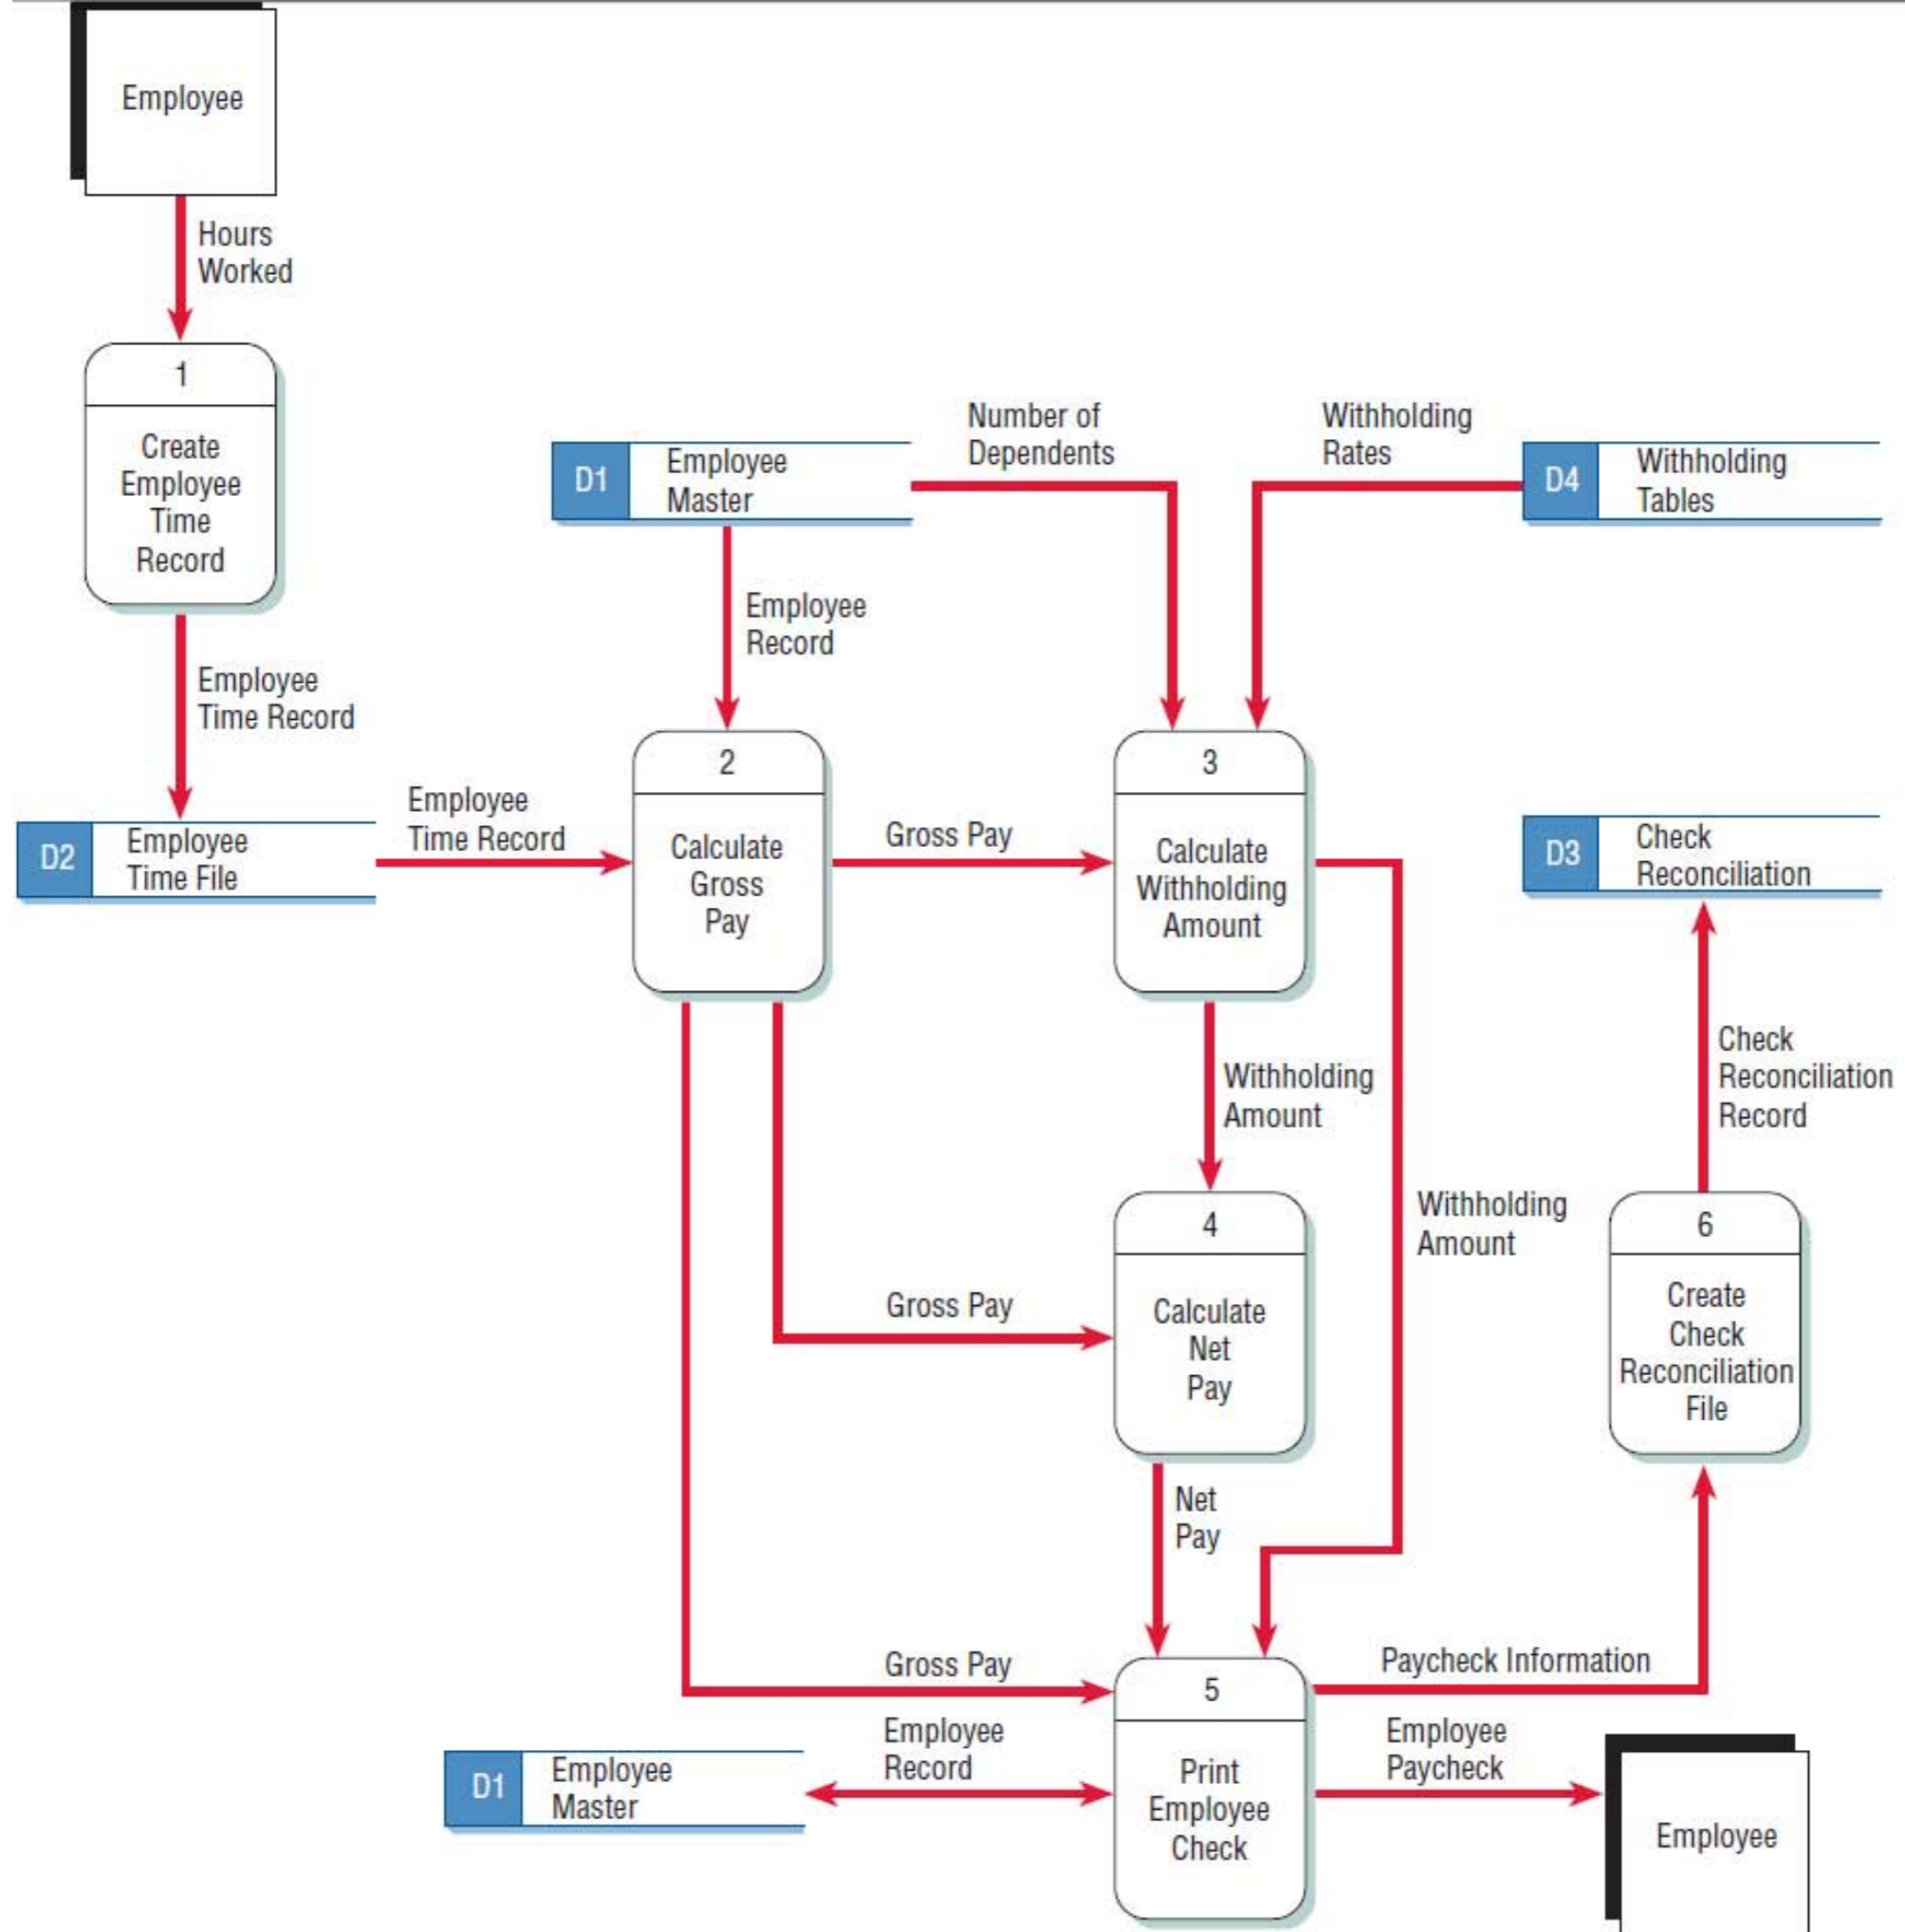 Employee
Hours
Worked
1
Create
Employee
Time
Record
Employee
Time Record
D2
Employee
Time File
Employee
Time Record
D1
Employee
Master
Employee
Record
Number of
Dependents
Withholding
Rates
D4
Withholding
Tables
2
Calculate
Gross
Pay
Gross Pay
3
Calculate
Withholding
Amount
D3
Check
Reconciliation
Check
Reconciliation
Record
Withholding
Amount
Withholding
Amount
Gross Pay
4
Calculate
Net
Pay
6
Create
Check
Reconciliation
File
Net
Pay
Gross Pay
5
Print
Employee
Check
Paycheck Information
D1
Employee
Master
Employee
Record
Employee
Paycheck
Employee